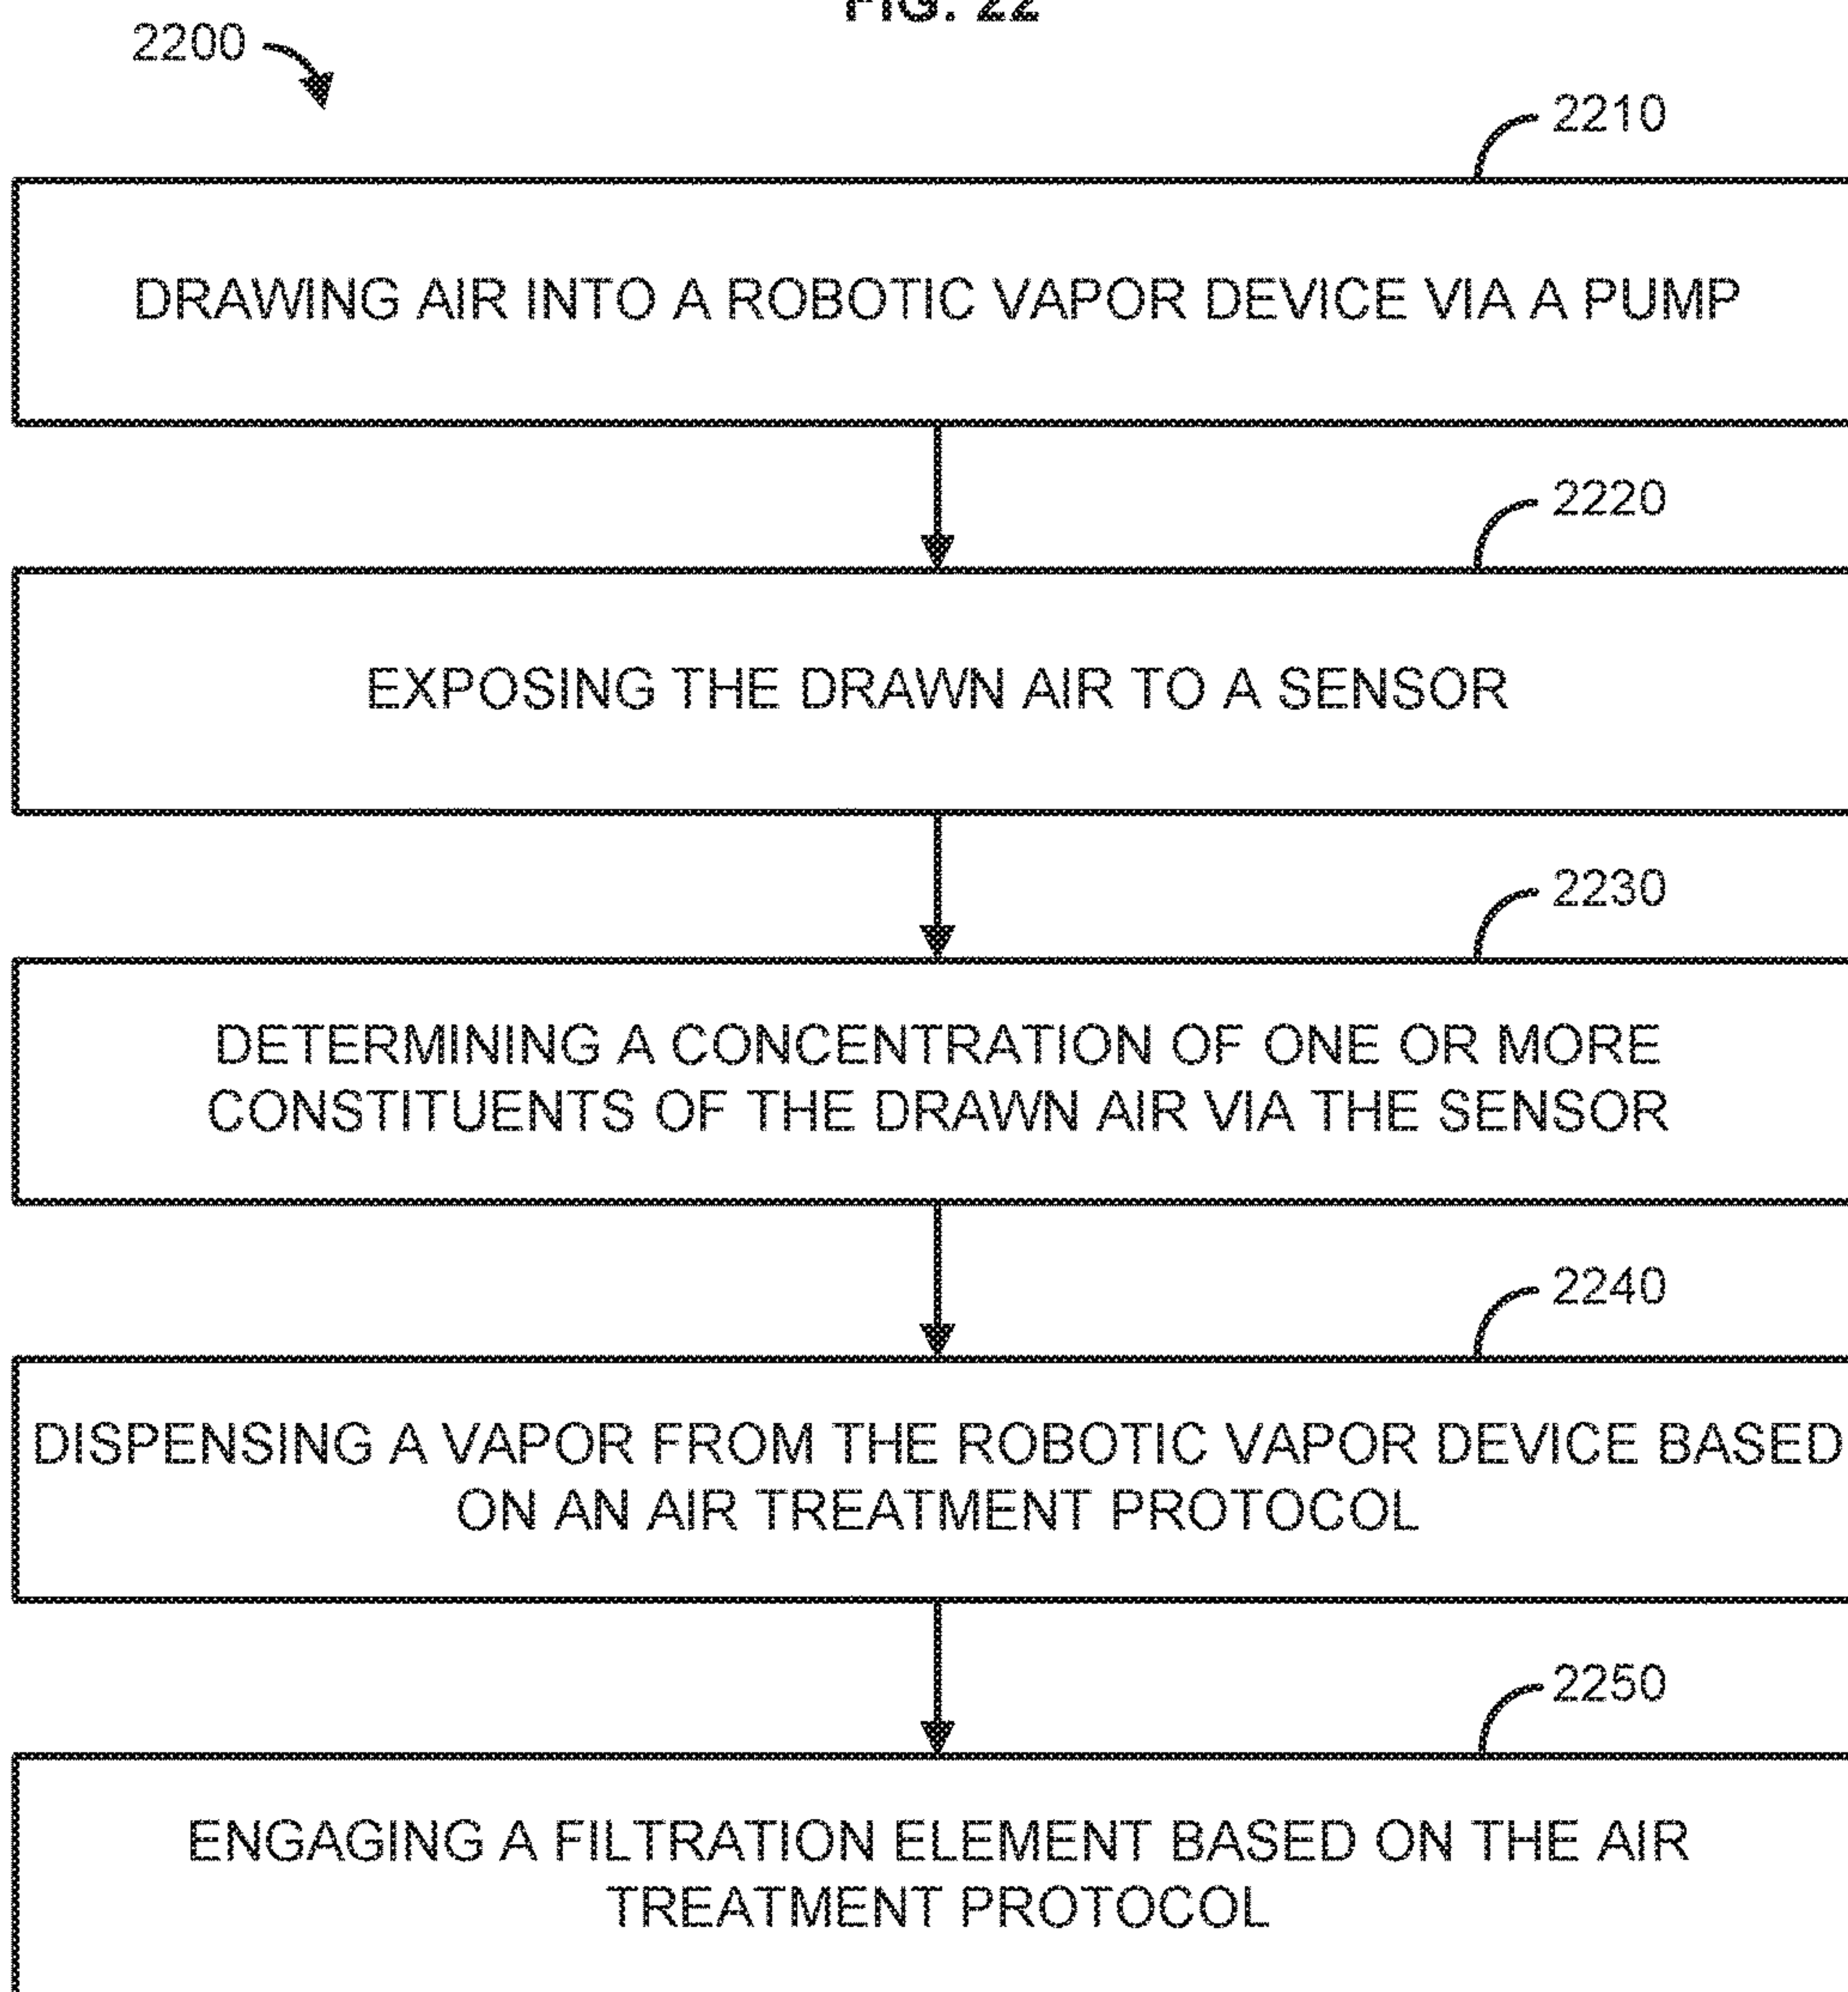 FIG. 22
2200
2210
DRAWING AIR INTO A ROBOTIC VAPOR DEVICE VIA A PUMP
2220
EXPOSING THE DRAWN AIR TO A SENSOR
2230
DETERMINING A CONCENTRATION OF ONE OR MORE
CONSTITUENTS OF THE DRAWN AIR VIA THE SENSOR
2240
DISPENSING A VAPOR FROM THE ROBOTIC VAPOR DEVICE BASED
ON AN AIR TREATMENT PROTOCOL
2250
ENGAGING A FILTRATION ELEMENT BASED ON THE AIR
TREATMENT PROTOCOL